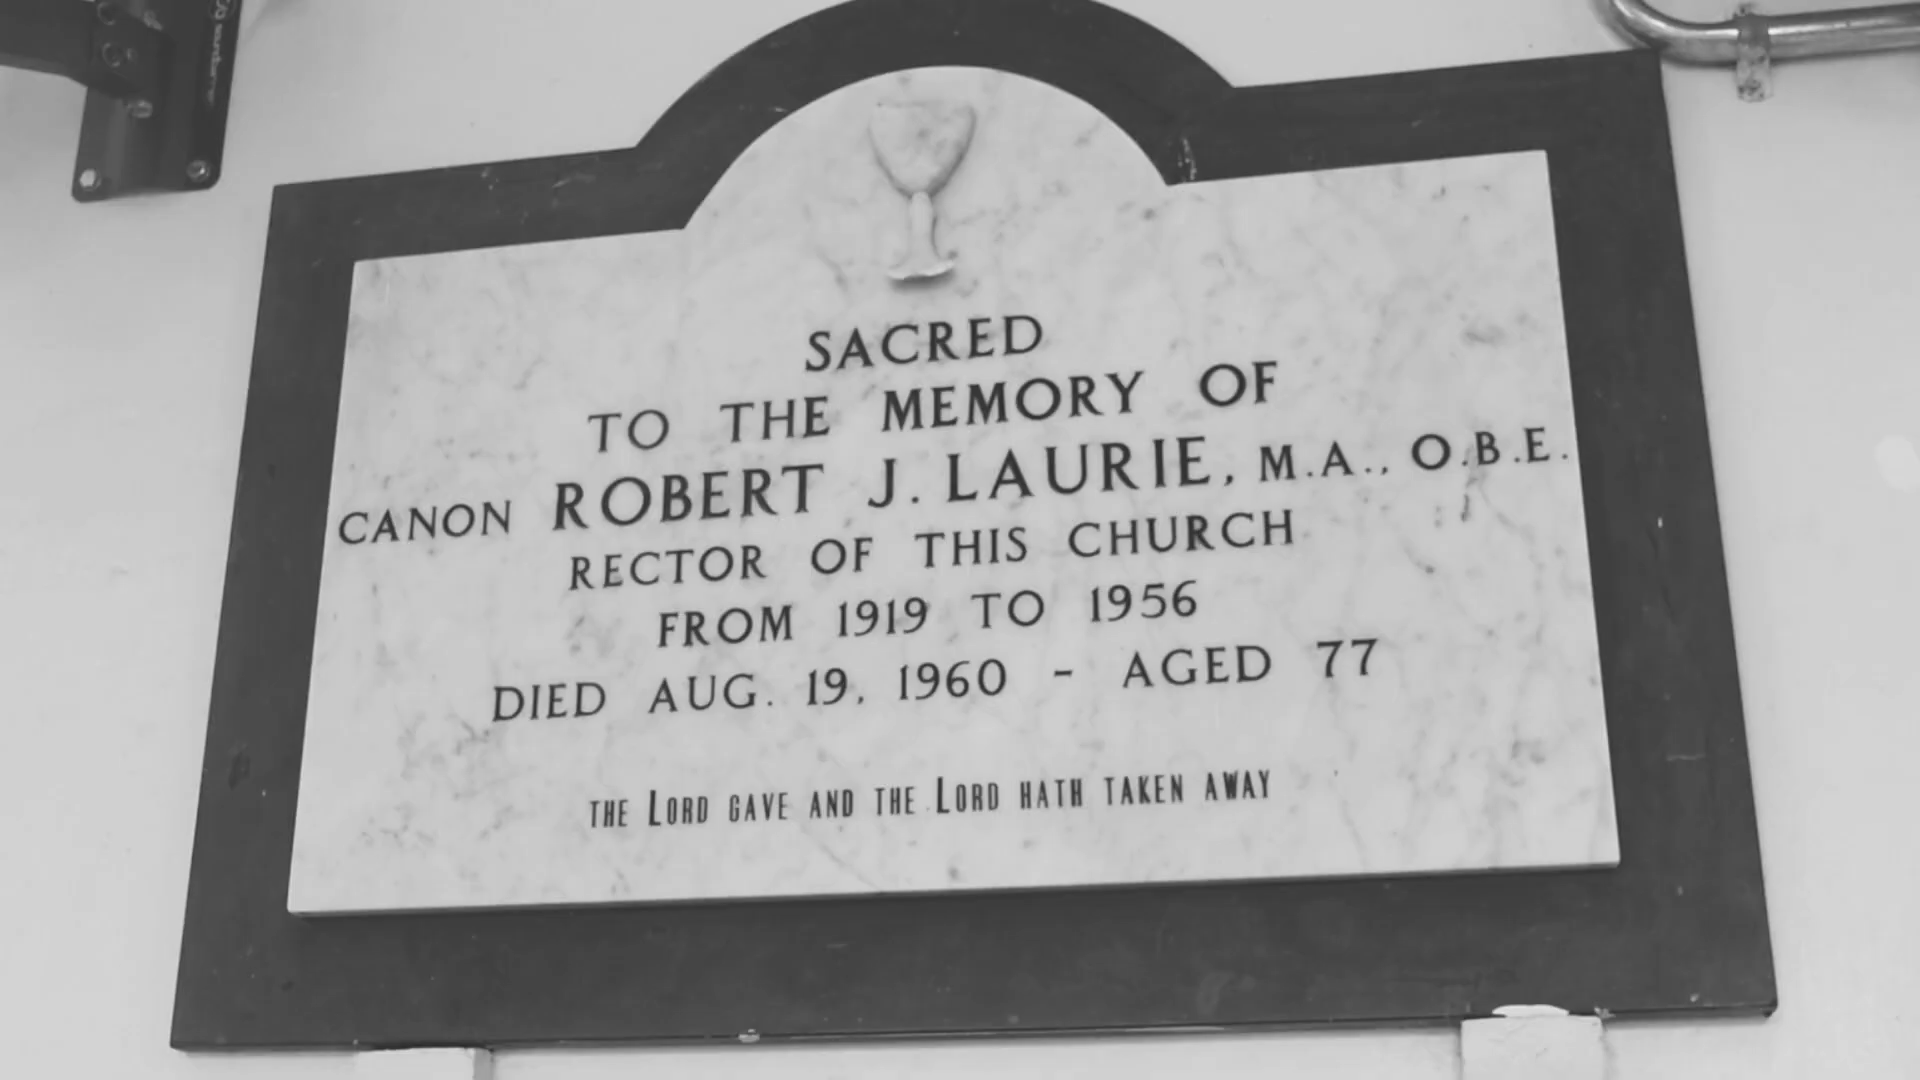 SACRED
TO THE MEMORY OF
CANON ROBERT J. LAURIE, M.A., O.B.E.
RECTOR OF THIS CHURCH
FROM 1919 TO 1956
DIED AUG. 19, 1960 - AGED 77
THE LORD GAVE AND THE LORD HATH TAKEN AWAY